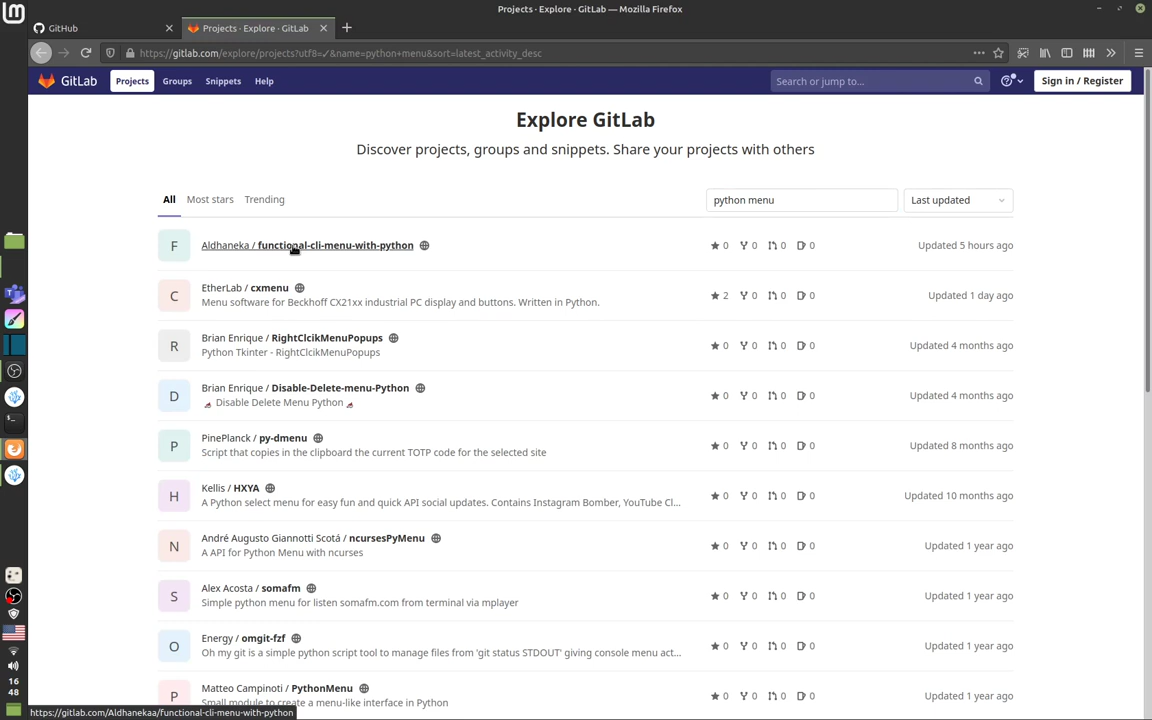 Projects · Explore · GitLab — Mozilla Firefox
GitHub
Projects · Explore · GitLab
https://gitlab.com/explore/projects?utf8=✓&name=python+menu&sort=latest_activity_desc
GitLab Projects Groups Snippets Help Search or jump to... Sign in / Register
Explore GitLab
Discover projects, groups and snippets. Share your projects with others
All Most stars Trending python menu Last updated
F Aldhaneka / functional-cli-menu-with-python 0 0 0 0 Updated 5 hours ago
C EtherLab / cxmenu 2 0 0 0 Updated 1 day ago
Menu software for Beckhoff CX21xx industrial PC display and buttons. Written in Python.
R Brian Enrique / RightClcikMenuPopups 0 0 0 0 Updated 4 months ago
Python Tkinter - RightClcikMenuPopups
D Brian Enrique / Disable-Delete-menu-Python 0 0 0 0 Updated 4 months ago
Disable Delete Menu Python
P PinePlanck / py-dmenu 0 0 0 0 Updated 8 months ago
Script that copies in the clipboard the current TOTP code for the selected site
H Kellis / HXYA 0 0 0 0 Updated 10 months ago
A Python select menu for easy fun and quick API social updates. Contains Instagram Bomber, YouTube Cl...
N André Augusto Giannotti Scotá / ncursesPyMenu 0 0 0 0 Updated 1 year ago
A API for Python Menu with ncurses
S Alex Acosta / somafm 0 0 0 0 Updated 1 year ago
Simple python menu for listen somafm.com from terminal via mplayer
O Energy / omgit-fzf 0 0 0 0 Updated 1 year ago
Oh my git is a simple python script tool to manage files from 'git status STDOUT' giving console menu act...
P Matteo Campinoti / PythonMenu 0 0 0 0 Updated 1 year ago
Small module to create a menu-like interface in Python
https://gitlab.com/Aldhanekaa/functional-cli-menu-with-python
16
48